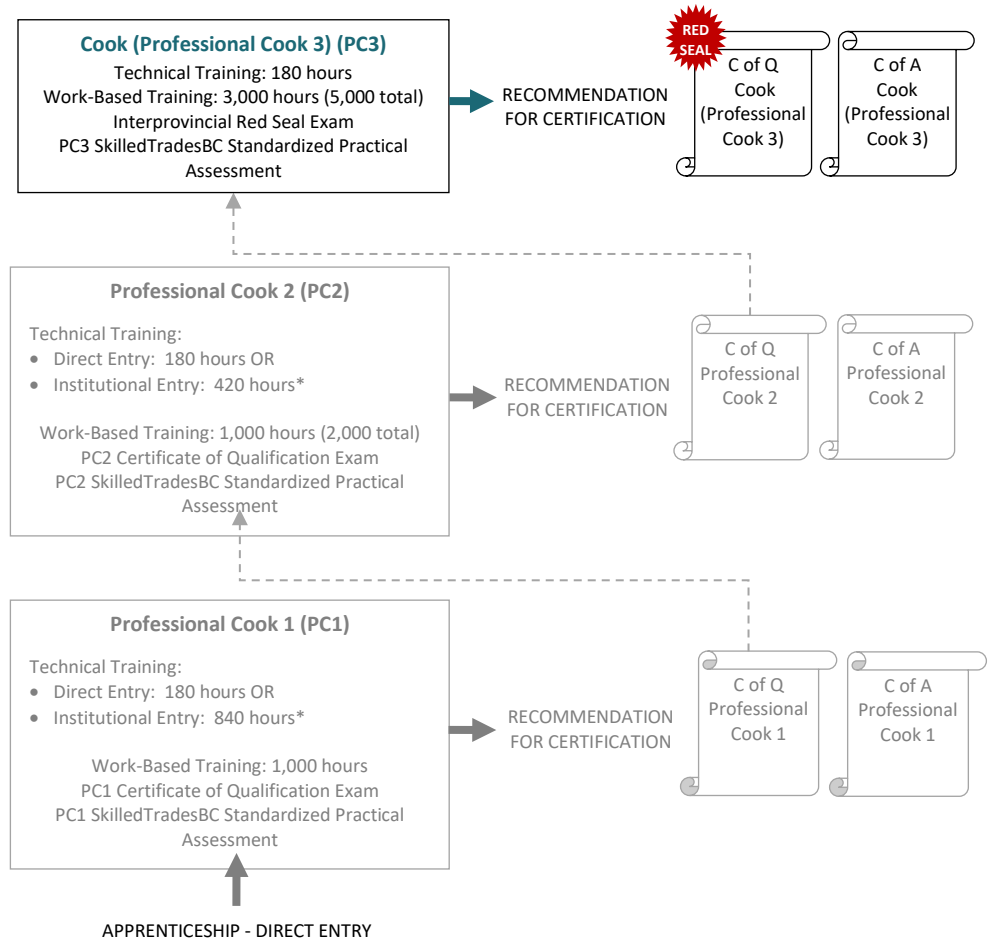 Cook (Professional Cook 3) (PC3)
Technical Training: 180 hours
Work-Based Training: 3,000 hours (5,000 total)
Interprovincial Red Seal Exam
PC3 SkilledTradesBC Standardized Practical
Assessment
RECOMMENDATION
FOR CERTIFICATION
RED
SEAL
C of Q
Cook
(Professional
Cook 3)
C of A
Cook
(Professional
Cook 3)
Professional Cook 2 (PC2)
Technical Training:
• Direct Entry: 180 hours OR
• Institutional Entry: 420 hours*
Work-Based Training: 1,000 hours (2,000 total)
PC2 Certificate of Qualification Exam
PC2 SkilledTradesBC Standardized Practical
Assessment
RECOMMENDATION
FOR CERTIFICATION
C of Q
Professional
Cook 2
C of A
Professional
Cook 2
Professional Cook 1 (PC1)
Technical Training:
• Direct Entry: 180 hours OR
• Institutional Entry: 840 hours*
Work-Based Training: 1,000 hours
PC1 Certificate of Qualification Exam
PC1 SkilledTradesBC Standardized Practical
Assessment
RECOMMENDATION
FOR CERTIFICATION
C of Q
Professional
Cook 1
C of A
Professional
Cook 1
APPRENTICESHIP - DIRECT ENTRY